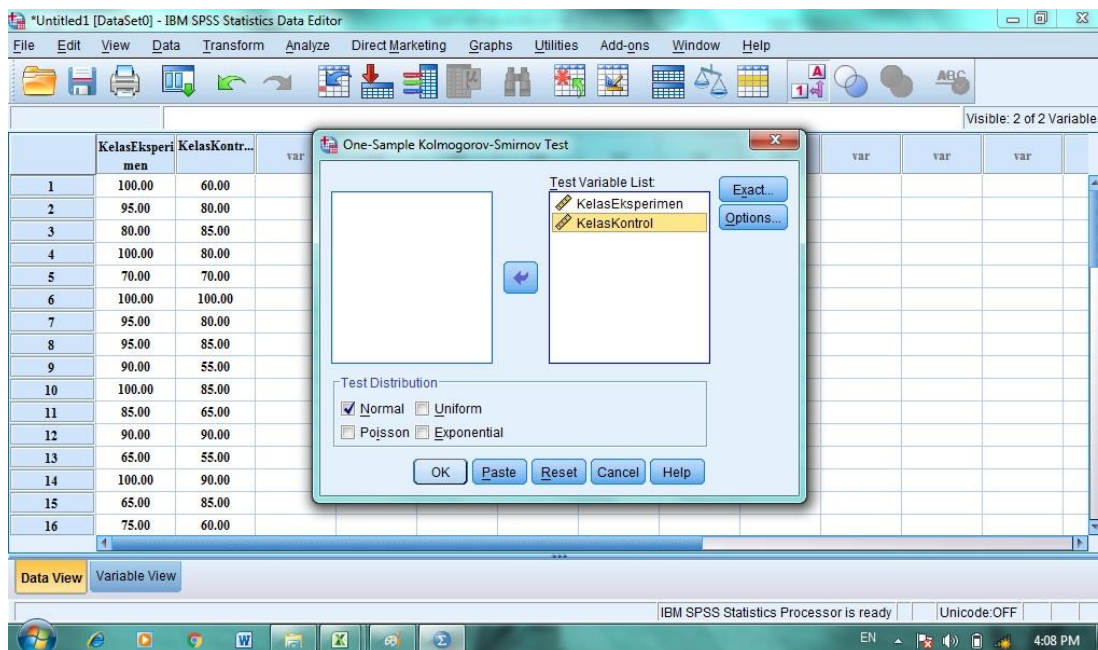 *Untitled1 [DataSet0] - IBM SPSS Statistics Data Editor
File Edit View Data Transform Analyze Direct Marketing Graphs Utilities Add-ons Window Help
A
1
ABC
Visible: 2 of 2 Variable
KelasEksperi
men
KelasKontr...
var var var var
1 100.00 60.00
2 95.00 80.00
3 80.00 85.00
4 100.00 80.00
5 70.00 70.00
6 100.00 100.00
7 95.00 80.00
8 95.00 85.00
9 90.00 55.00
10 100.00 85.00
11 85.00 65.00
12 90.00 90.00
13 65.00 55.00
14 100.00 90.00
15 65.00 85.00
16 75.00 60.00
One-Sample Kolmogorov-Smirnov Test
Test Variable List:
KelasEksperimen
KelasKontrol
Exact...
Options...
Test Distribution
Normal Uniform
Poisson Exponential
OK Paste Reset Cancel Help
Data View Variable View
IBM SPSS Statistics Processor is ready Unicode:OFF
W
EN 4:08 PM